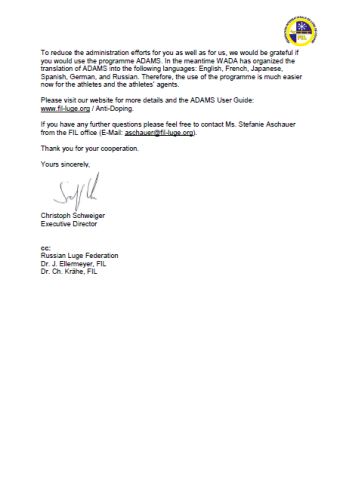 To reduce the administration efforts for you as well as for us, we would be grateful if
you would use the programme ADAMS. In the meantime WADA has organized the
translation of ADAMS into the following languages: English, French, Japanese,
Spanish, German, and Russian. Therefore, the use of the programme is much easier
now for the athletes and the athletes' agents.
Please visit our website for more details and the ADAMS User Guide:
www.fil-luge.org / Anti-Doping.
If you have any further questions please feel free to contact Ms. Stefanie Aschauer
from the FIL office (E-Mail: aschauer@fil-luge.org).
Thank you for your cooperation.
Yours sincerely,
Christoph Schweiger
Executive Director
cc:
Russian Luge Federation
Dr. J. Ellermeyer, FIL
Dr. Ch. Krähe, FIL